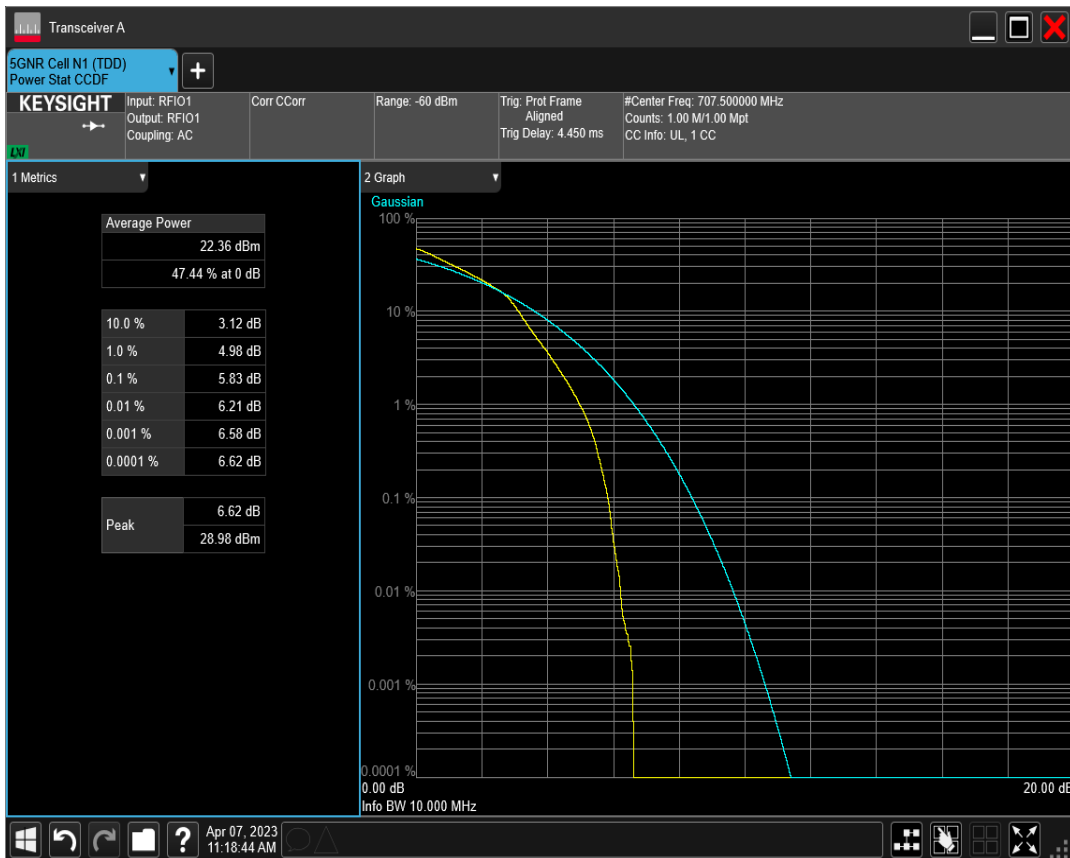 Transceiver A
5GNR Cell N1 (TDD)
Power Stat CCDF
KEYSIGHT
LXI
Input: RFIO1
Output: RFIO1
Coupling: AC
Corr CCorr
Range: -60 dBm
Trig: Prot Frame
Aligned
Trig Delay: 4.450 ms
#Center Freq: 707.500000 MHz
Counts: 1.00 M/1.00 Mpt
CC Info: UL, 1 CC
1 Metrics
Average Power
22.36 dBm
47.44 % at 0 dB
10.0 % 3.12 dB
1.0 % 4.98 dB
0.1 % 5.83 dB
0.01 % 6.21 dB
0.001 % 6.58 dB
0.0001 % 6.62 dB
Peak
6.62 dB
28.98 dBm
2 Graph
Gaussian
100 %
10 %
1 %
0.1 %
0.01 %
0.001 %
0.0001 %
0.00 dB 20.00 dB
Info BW 10.000 MHz
?
Apr 07, 2023
11:18:44 AM